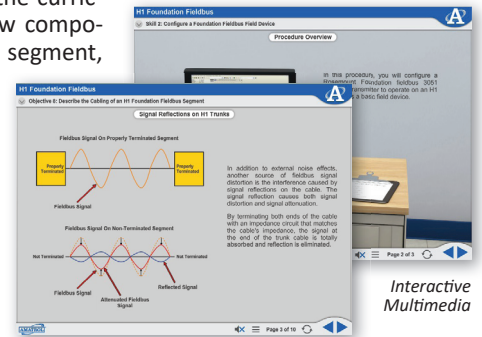 the curric
w compo-
segment,
H1 Foundation Fieldbus
Skill 2: Configure a Foundation Fieldbus Field Device
A
Procedure Overview
In this procedure, you will configure a
Rosemount Foundation fieldbus 3051
transmitter to operate on an H1
as a basic field device.
Page 2 of 3
H1 Foundation Fieldbus
Objective 8: Describe the Cabling of an H1 Foundation Fieldbus Segment
A
Signal Reflections on H1 Trunks
Fieldbus Signal On Properly Terminated Segment
Properly
Terminated
Properly
Terminated
Fieldbus Signal
Fieldbus Signal On Non-Terminated Segment
Not Terminated
Not Terminated
Fieldbus Signal
Attenuated Fieldbus
Signal
Reflected Signal
In addition to external noise effects,
another source of fieldbus signal
distortion is the interference caused by
signal reflections on the cable. The
signal reflection causes both signal
distortion and signal attenuation.
By terminating both ends of the cable
with an impedance circuit that matches
the cable's impedance, the signal at
the end of the trunk cable is totally
absorbed and reflection is eliminated.
AMATROL
Page 3 of 10
Interactive
Multimedia